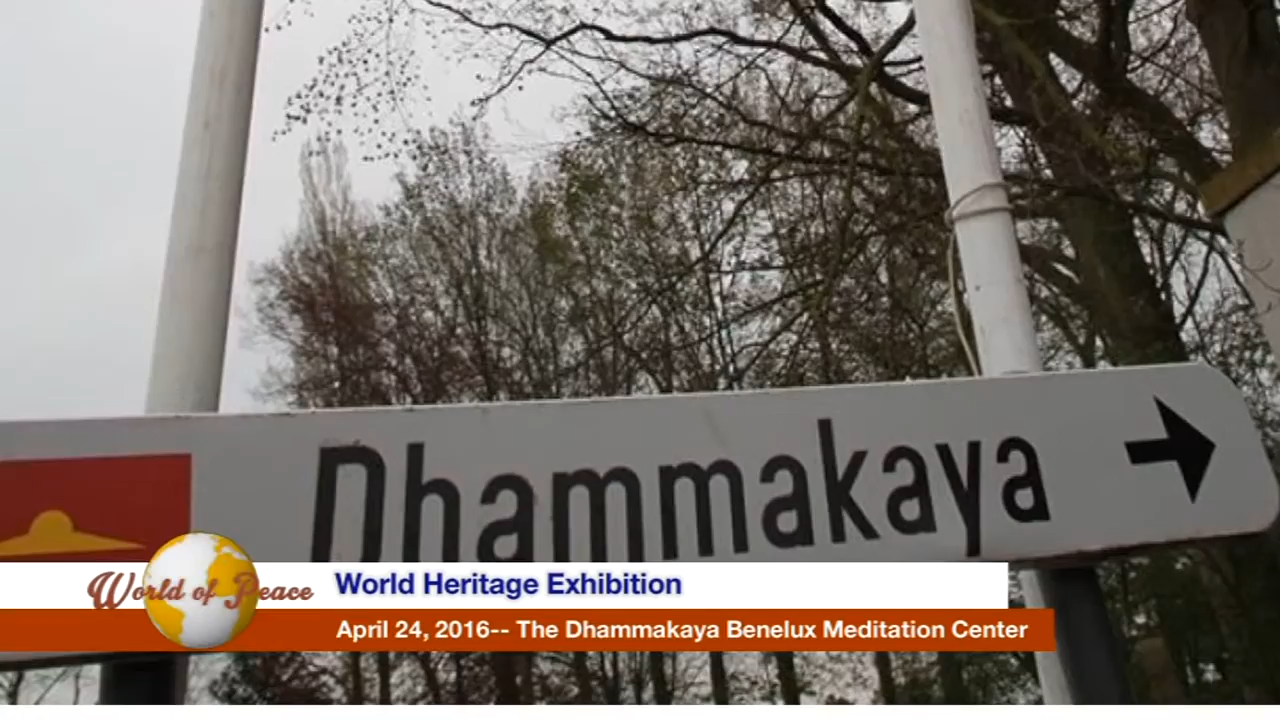 Dhammakaya
World of Peace
World Heritage Exhibition
April 24, 2016-- The Dhammakaya Benelux Meditation Center